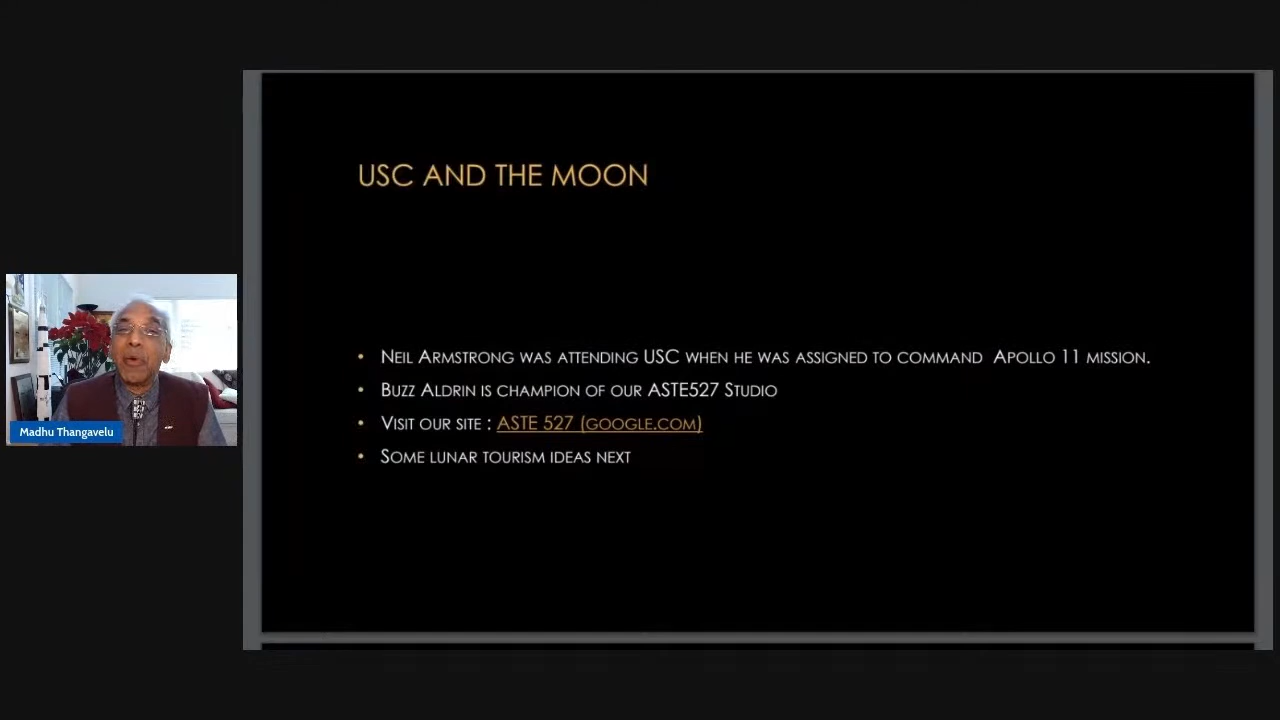 USC AND THE MOON
• NEIL ARMSTRONG WAS ATTENDING USC WHEN HE WAS ASSIGNED TO COMMAND APOLLO 11 MISSION.
• BUZZ ALDRIN IS CHAMPION OF OUR ASTE527 STUDIO
• VISIT OUR SITE : ASTE 527 (GOOGLE.COM)
• SOME LUNAR TOURISM IDEAS NEXT
Madhu Thangavelu